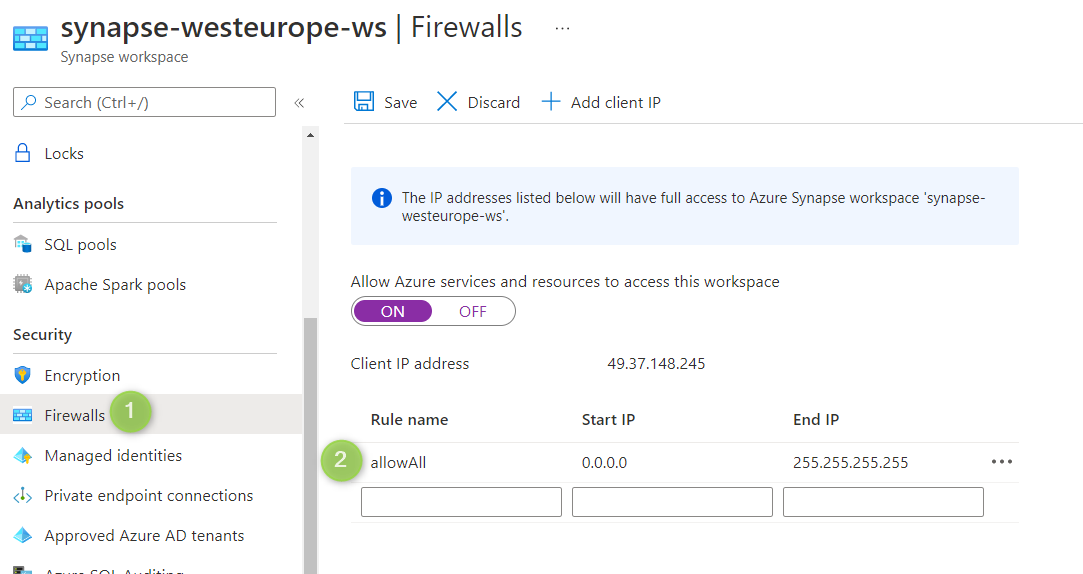 synapse-westeurope-ws | Firewalls ...
Synapse workspace
Search (Ctrl+/)
«
Save
Discard
Add client IP
Locks
Analytics pools
SQL pools
Apache Spark pools
Security
Encryption
Firewalls 1
Managed identities
Private endpoint connections
Approved Azure AD tenants
Azure SQL Auditing
The IP addresses listed below will have full access to Azure Synapse workspace 'synapse-
westeurope-ws'.
Allow Azure services and resources to access this workspace
ON OFF
Client IP address 49.37.148.245
Rule name Start IP End IP
2 allowAll 0.0.0.0 255.255.255.255 ...